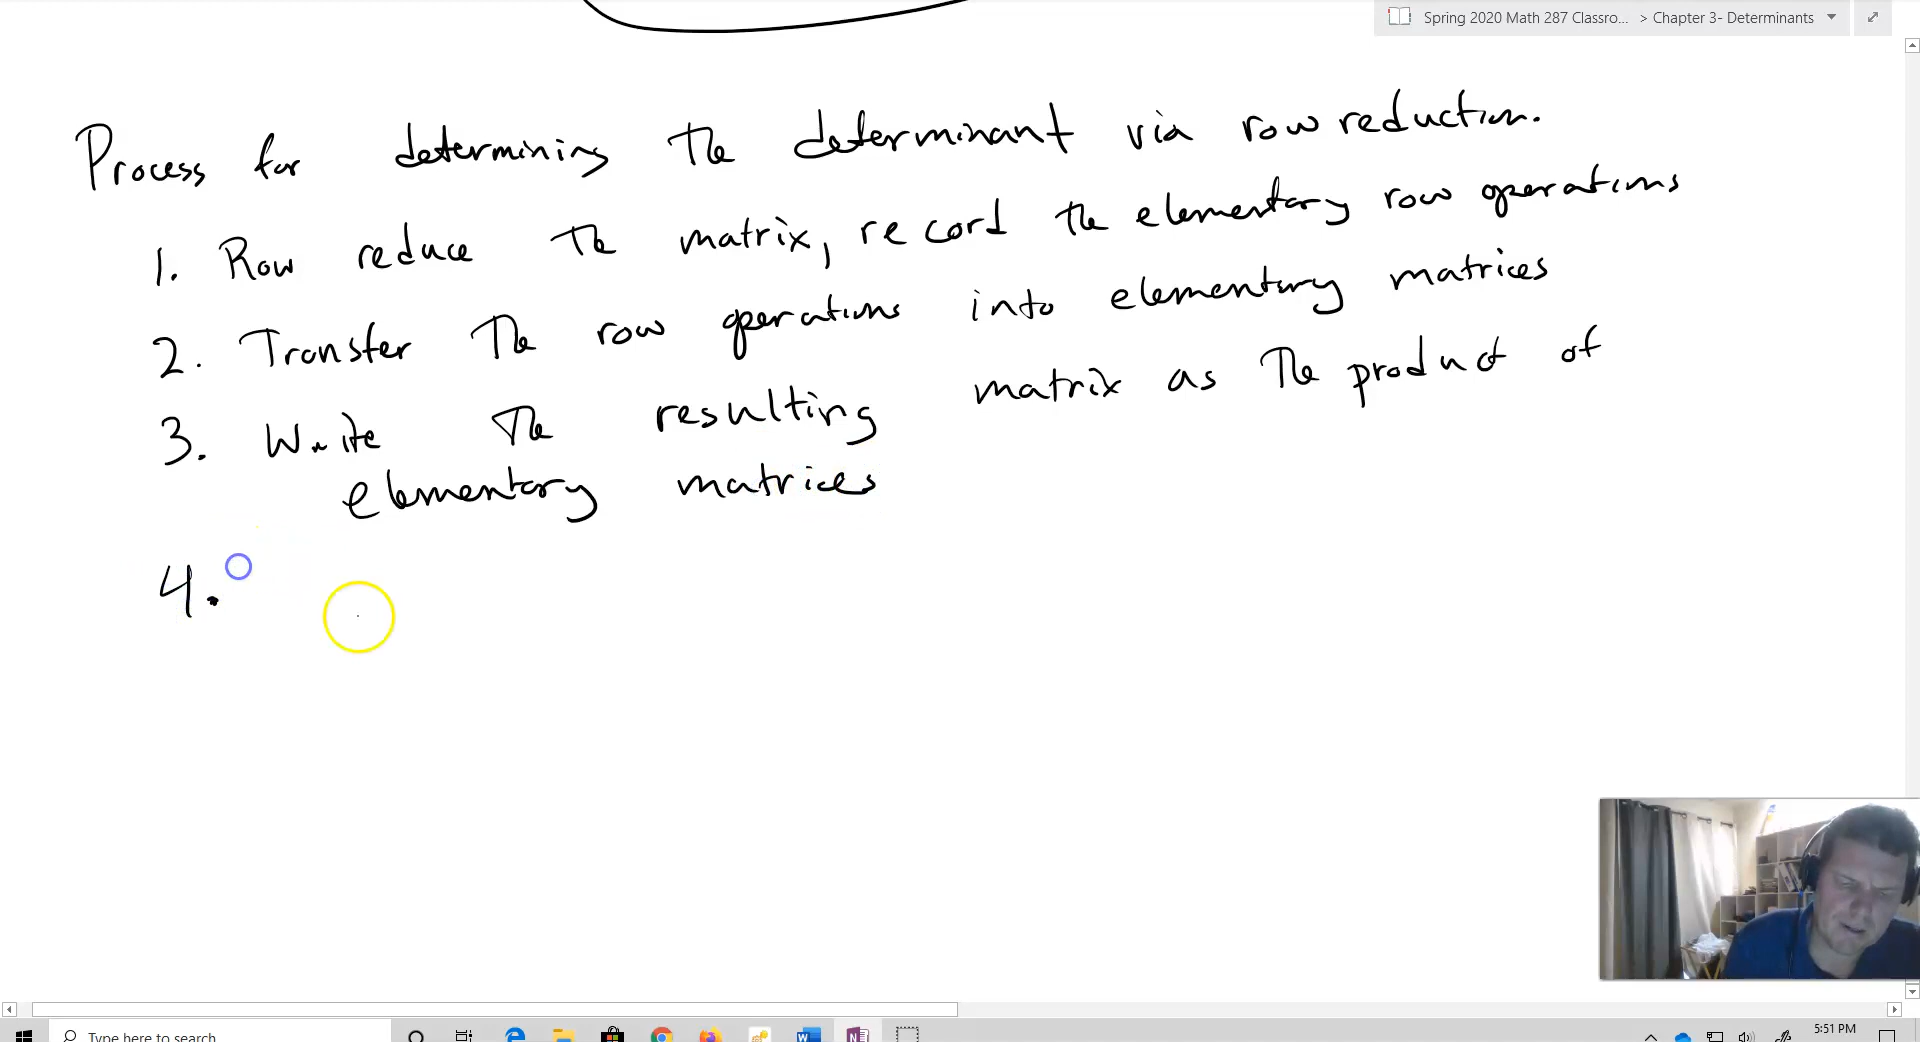 Spring 2020 Math 287 Classro... > Chapter 3- Determinants
Process for determining the determinant via row reduction.
1. Row reduce the matrix, record the elementary row operations
2. Transfer the row operations into elementary matrices
3. Write the resulting matrix as the product of
elementary matrices
4.
Type here to search
5:51 PM